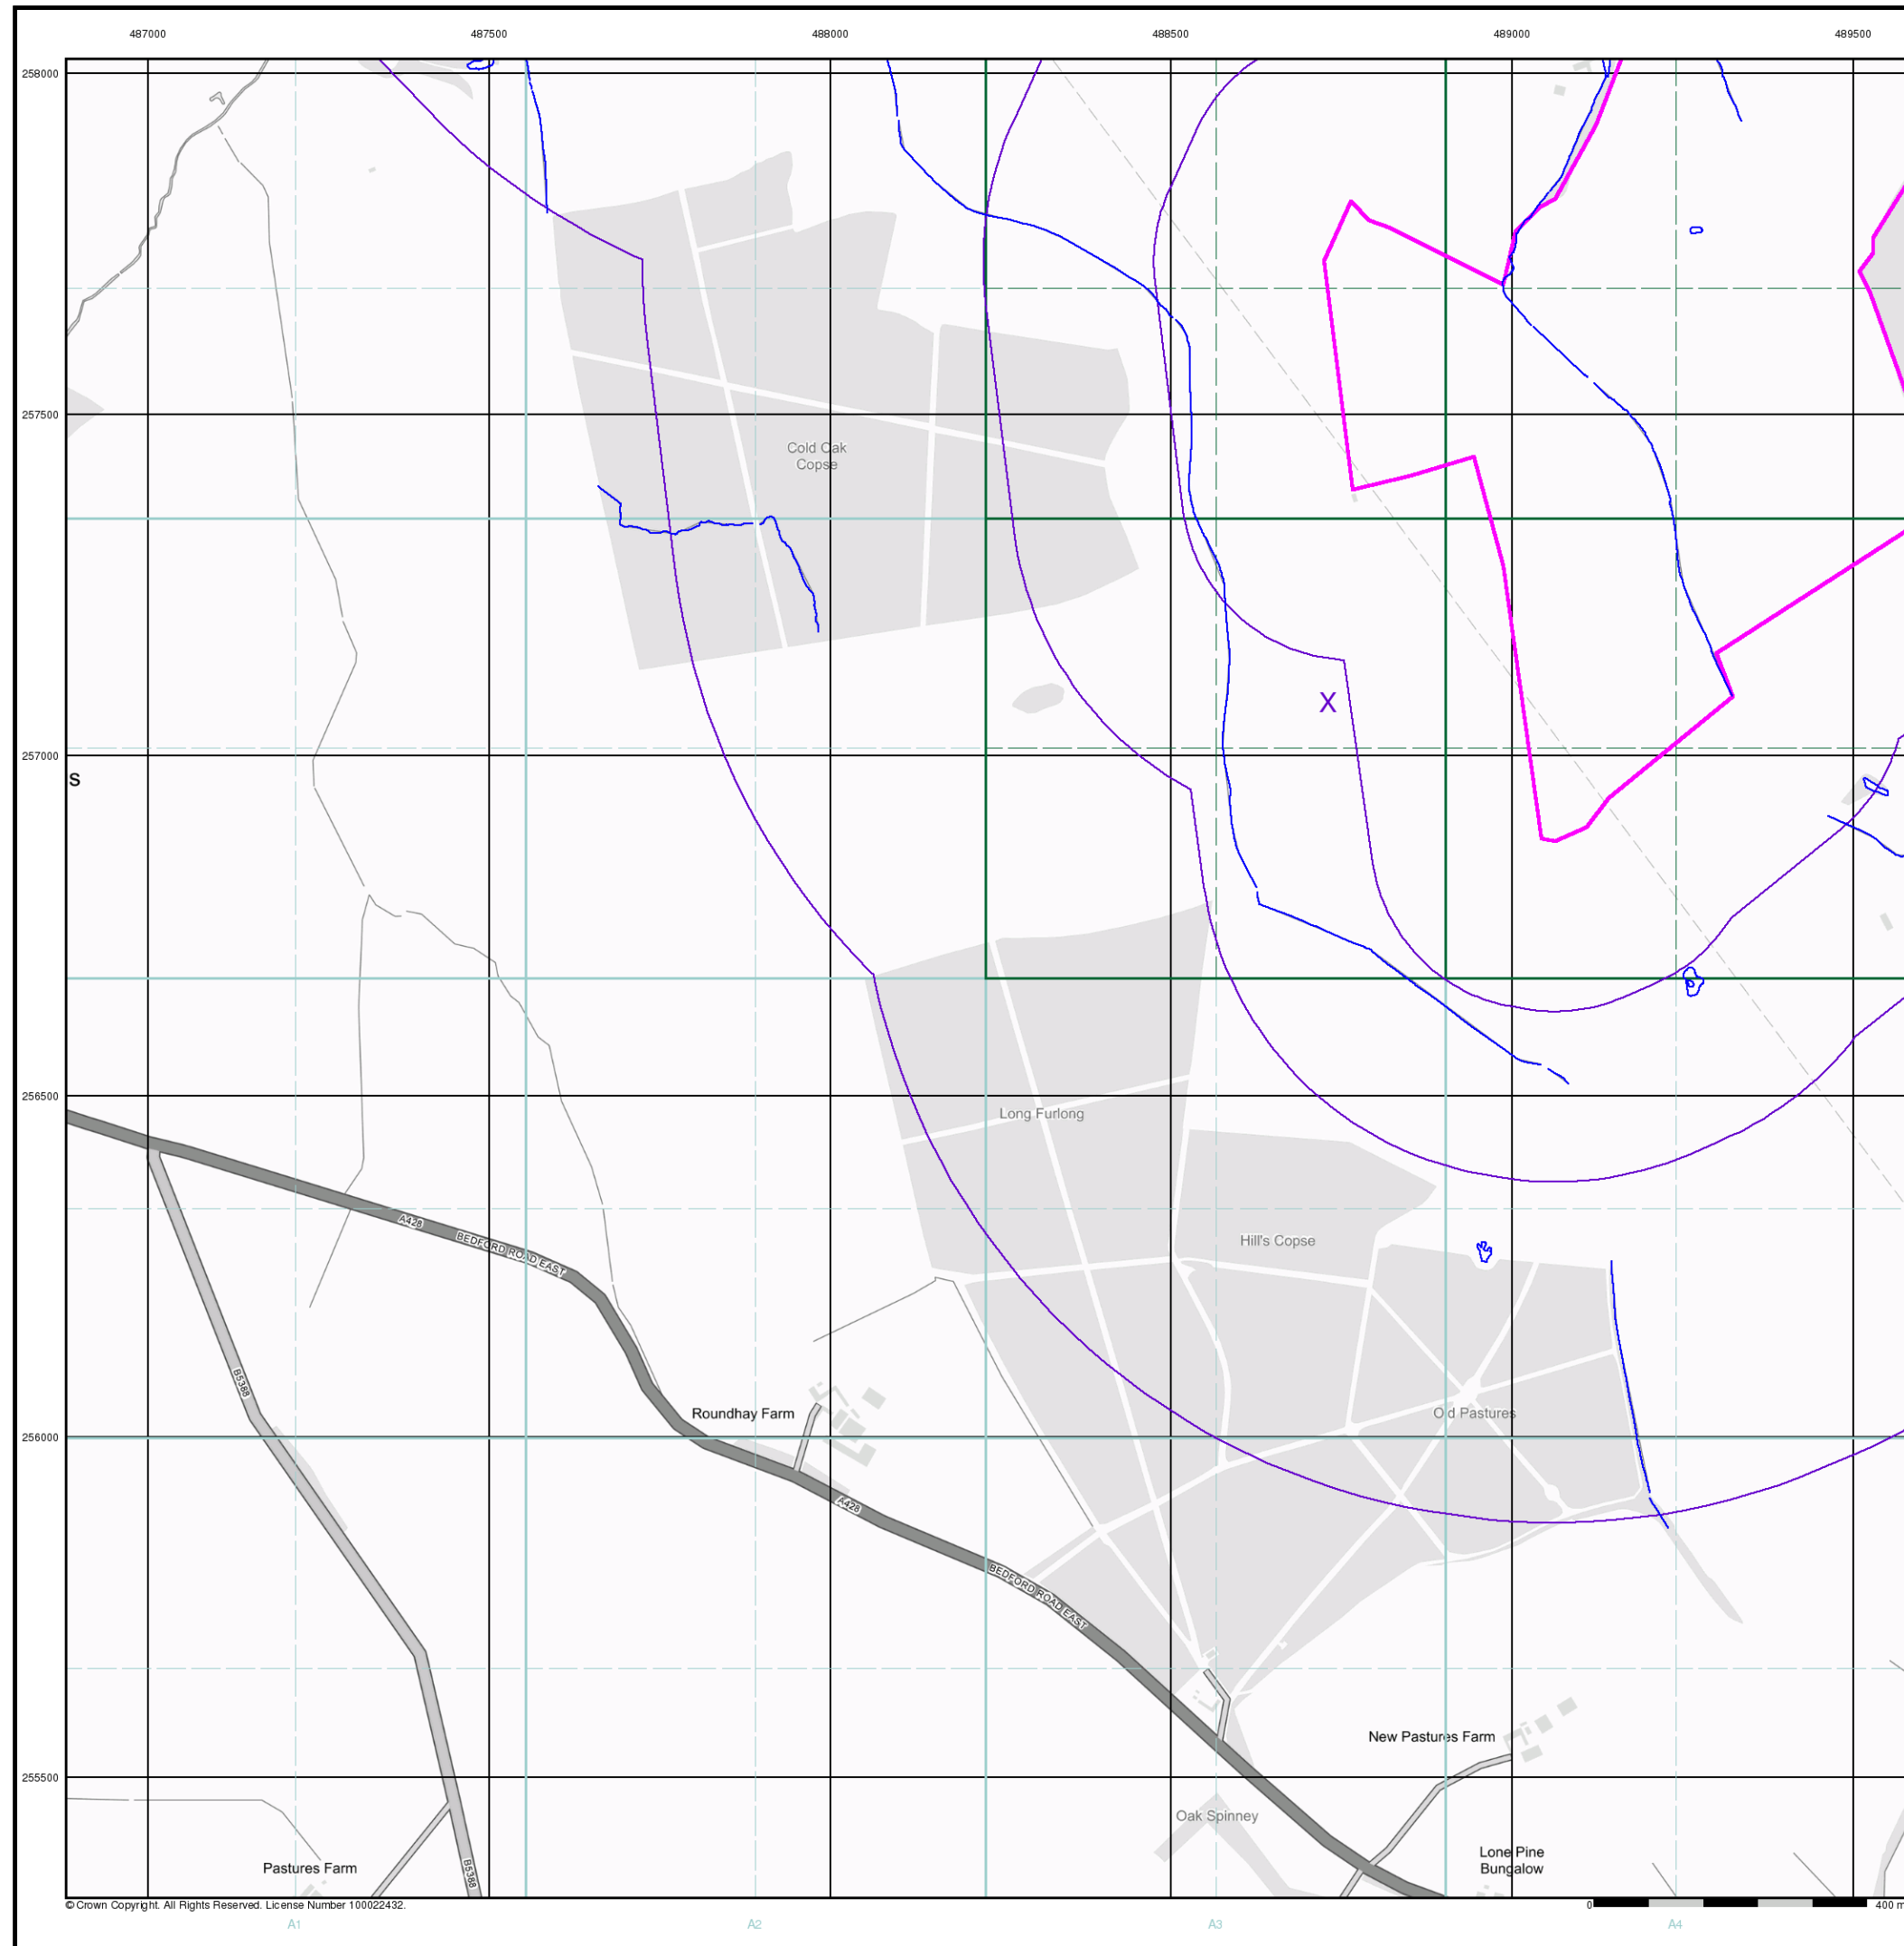 487000 487500 488000 488500 489000 489500
258000
257500
Cold Oak
Copse
X
257000
S
256500
Long Furlong
A428
BEDFORD ROAD EAST
Hill's Copse
B5388
Roundhay Farm
Old Pastures
256000
A428
BEDFORD ROAD EAST
New Pastures Farm
255500
Oak Spinney
Pastures Farm
B5388
Lone Pine
Bungalow
© Crown Copyright. All Rights Reserved. License Number 100022432.
0 400 m
A1 A2 A3 A4